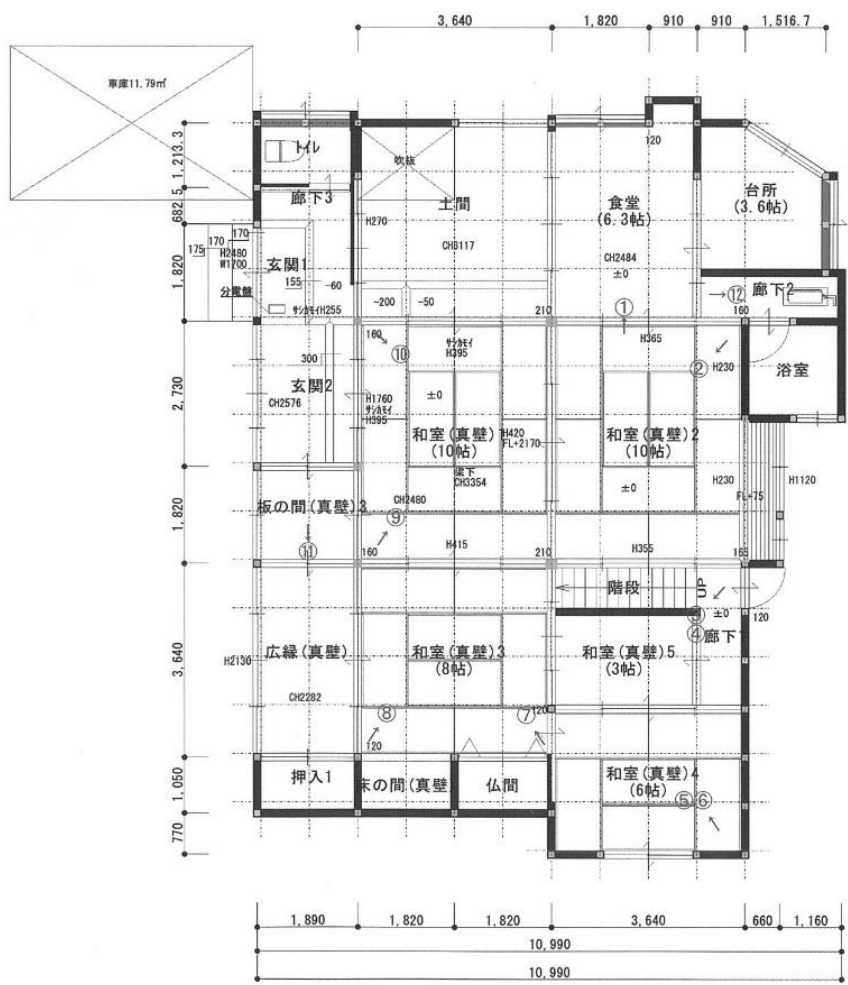 3,640
1,820
910
910
1,516.7
車庫11.79㎡
1,213.3
トイレ
吹抜
120
台所
(3.6帖)
682.5
廊下3
土間
食堂
(6.3帖)
H270
CH3117
CH2484
±0
175
170
170
H2480
W1700
玄関1
155
-60
1,820
分電盤
サシカモイH255
-200
-50
210
①
⑫
廊下2
160
160
⑩
サシカモイ
H395
H365
②
H230
浴室
300
玄関2
CH2576
2,730
H1760
サシカモイ
H395
±0
和室(真壁)1
(10帖)
H420
FL+2170
和室(真壁)2
(10帖)
梁下
CH3354
CH2480
±0
H230
FL+75
H1120
板の間(真壁)3
1,820
⑨
⑪
160
H415
210
H355
165
階段
UP
③
±0
120
④
廊下1
3,640
H2130
広縁(真壁)
CH2282
和室(真壁)3
(8帖)
和室(真壁)5
(3帖)
⑧
⑦
120
120
1,050
押入1
床の間(真壁)
仏間
和室(真壁)4
(6帖)
⑤
⑥
770
1,890
1,820
1,820
3,640
660
1,160
10,990
10,990